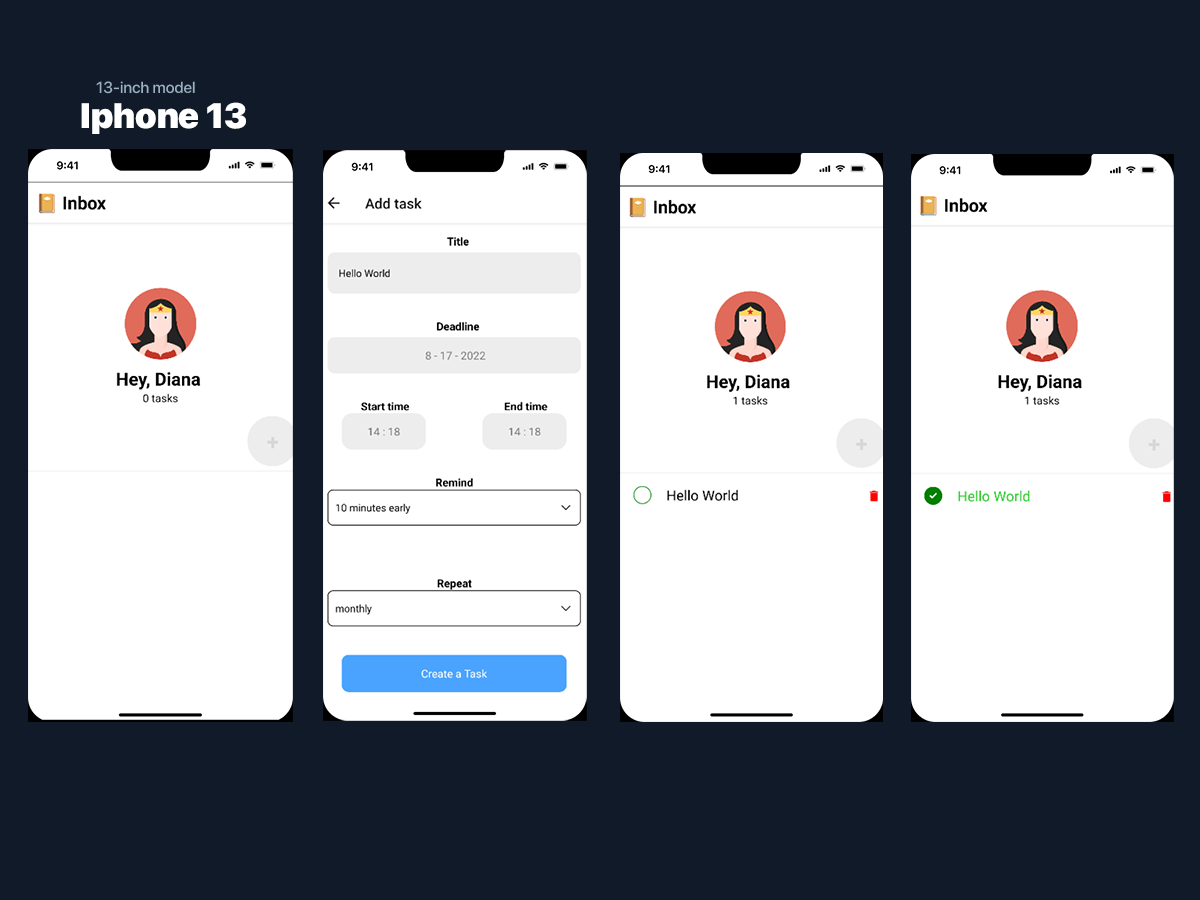 13-inch model
Iphone 13
9:41
Inbox
Hey, Diana
0 tasks
+
9:41
Add task
Title
Hello World
Deadline
8 - 17 - 2022
Start time
End time
14 : 18
14 : 18
Remind
10 minutes early
Repeat
monthly
Create a Task
9:41
Inbox
Hey, Diana
1 tasks
+
Hello World
9:41
Inbox
Hey, Diana
1 tasks
+
Hello World